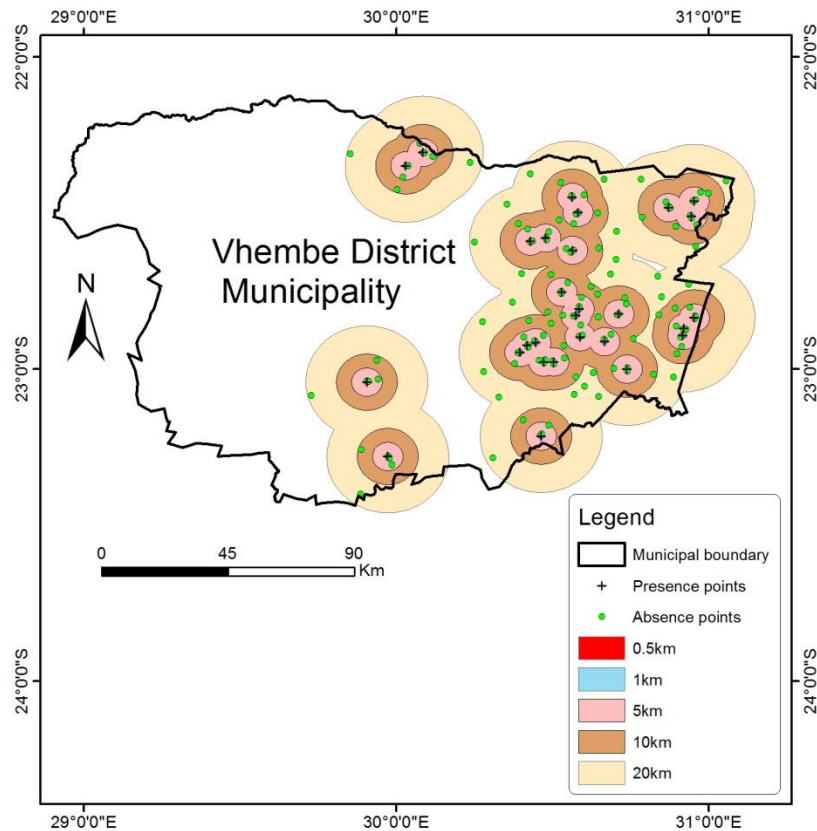 29°0'0"E
30°0'0"E
31°0'0"E
22°0'0"S
22°0'0"S
Vhembe District
Municipality
N
23°0'0"S
23°0'0"S
0 45 90
Km
Legend
Municipal boundary
Presence points
Absence points
0.5km
1km
5km
10km
20km
24°0'0"S
24°0'0"S
29°0'0"E
30°0'0"E
31°0'0"E